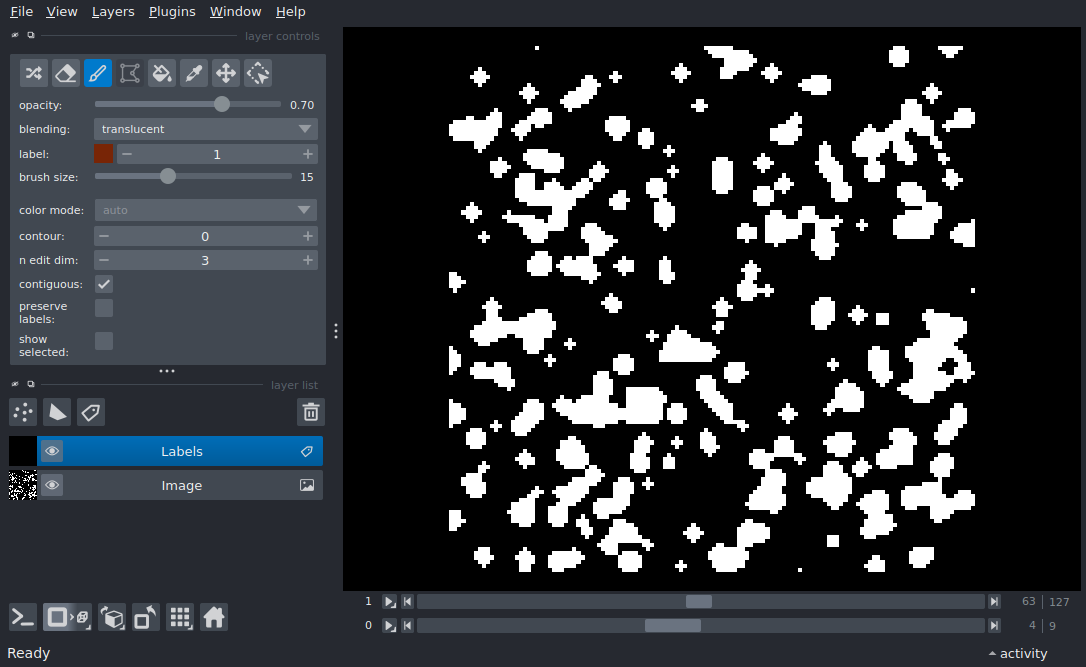 File View Layers Plugins Window Help
layer controls
opacity: 0.70
blending: translucent
label: 1
brush size: 15
color mode: auto
contour: 0
n edit dim: 3
contiguous:
preserve
labels:
show
selected:
layer list
Labels
Image
1 63 | 127
0 4 | 9
Ready
activity